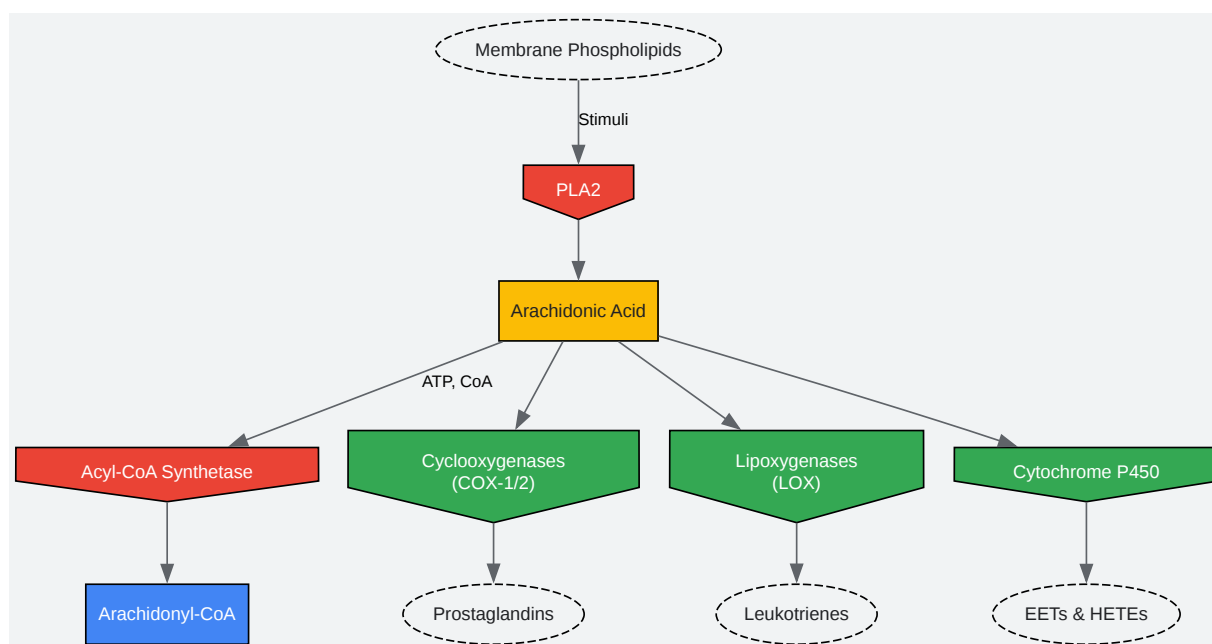 Membrane Phospholipids
Stimuli
PLA2
Arachidonic Acid
ATP, CoA
Acyl-CoA Synthetase
Cyclooxygenases
(COX-1/2)
Lipoxygenases
(LOX)
Cytochrome P450
Arachidonyl-CoA
Prostaglandins
Leukotrienes
EETs & HETEs